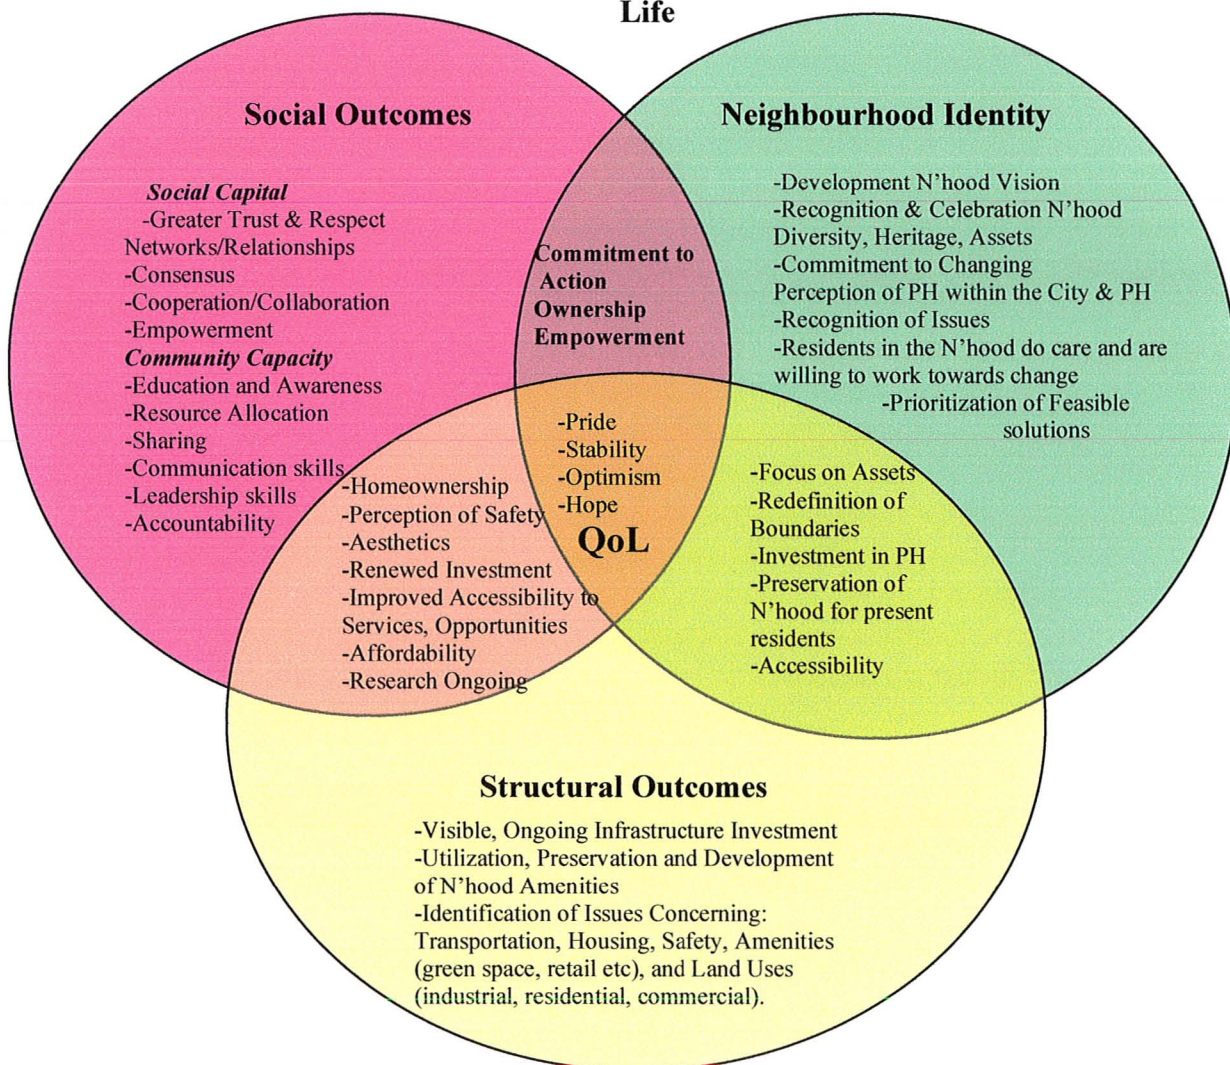 Life
Social Outcomes
Social Capital
-Greater Trust & Respect
Networks/Relationships
-Consensus
-Cooperation/Collaboration
-Empowerment
Community Capacity
-Education and Awareness
-Resource Allocation
-Sharing
-Communication skills
-Leadership skills
-Accountability
Neighbourhood Identity
-Development N'hood Vision
-Recognition & Celebration N'hood
Diversity, Heritage, Assets
-Commitment to Changing
Perception of PH within the City & PH
-Recognition of Issues
-Residents in the N'hood do care and are
willing to work towards change
-Prioritization of Feasible
solutions
Commitment to
Action
Ownership
Empowerment
-Pride
-Stability
-Optimism
-Hope
QoL
-Homeownership
-Perception of Safety
-Aesthetics
-Renewed Investment
-Improved Accessibility to
Services, Opportunities
-Affordability
-Research Ongoing
-Focus on Assets
-Redefinition of
Boundaries
-Investment in PH
-Preservation of
N'hood for present
residents
-Accessibility
Structural Outcomes
-Visible, Ongoing Infrastructure Investment
-Utilization, Preservation and Development
of N'hood Amenities
-Identification of Issues Concerning:
Transportation, Housing, Safety, Amenities
(green space, retail etc), and Land Uses
(industrial, residential, commercial).